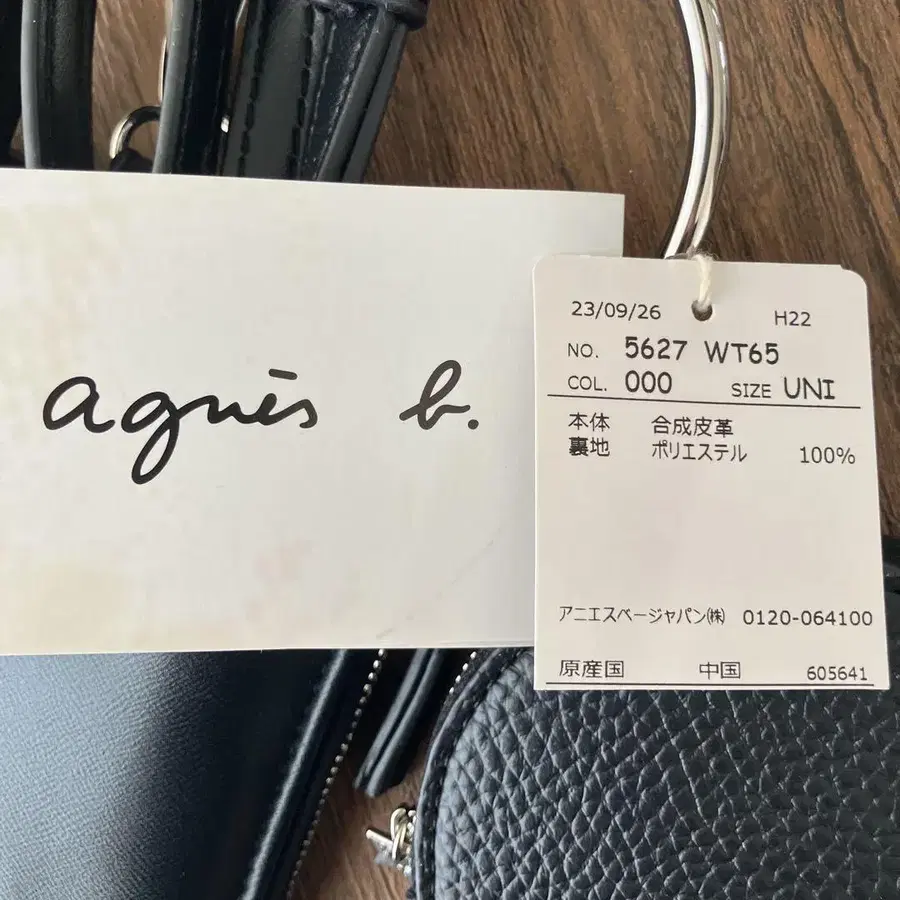 agnès b.
23/09/26 H22
NO. 5627 WT65
COL. 000 SIZE UNI
本体 合成皮革
裏地 ポリエステル 100%
アニエスベージャパン㈱ 0120-064100
原産国 中国 605641